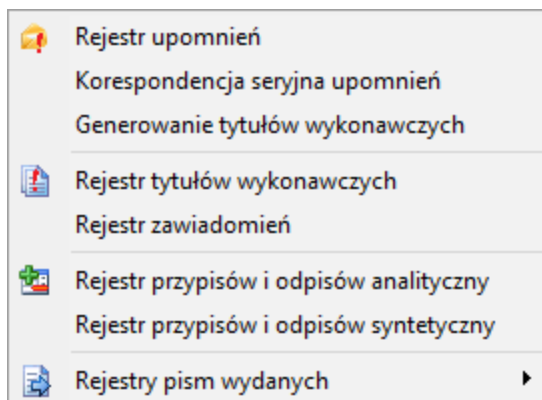 Rejestr upomnień
Korespondencja seryjna upomnień
Generowanie tytułów wykonawczych
Rejestr tytułów wykonawczych
Rejestr zawiadomień
Rejestr przypisów i odpisów analityczny
Rejestr przypisów i odpisów syntetyczny
Rejestry pism wydanych